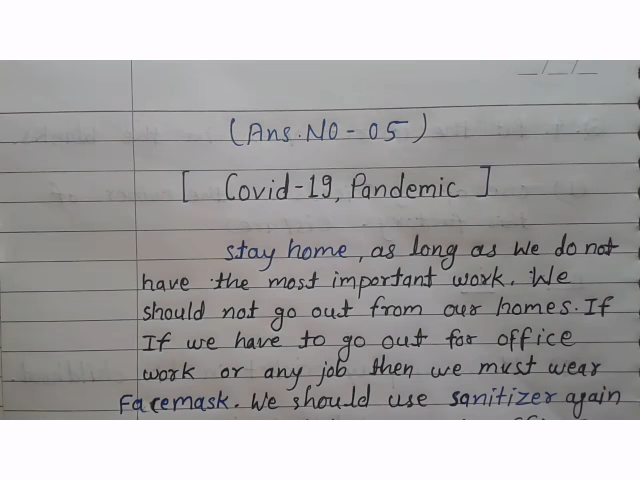 (Ans. NO - 05)
[ Covid-19, Pandemic ]
stay home, as long as we do not
have the most important work. We
should not go out from our homes. If
If we have to go out for office
work or any job then we must wear
Facemask. We should use sanitizer again